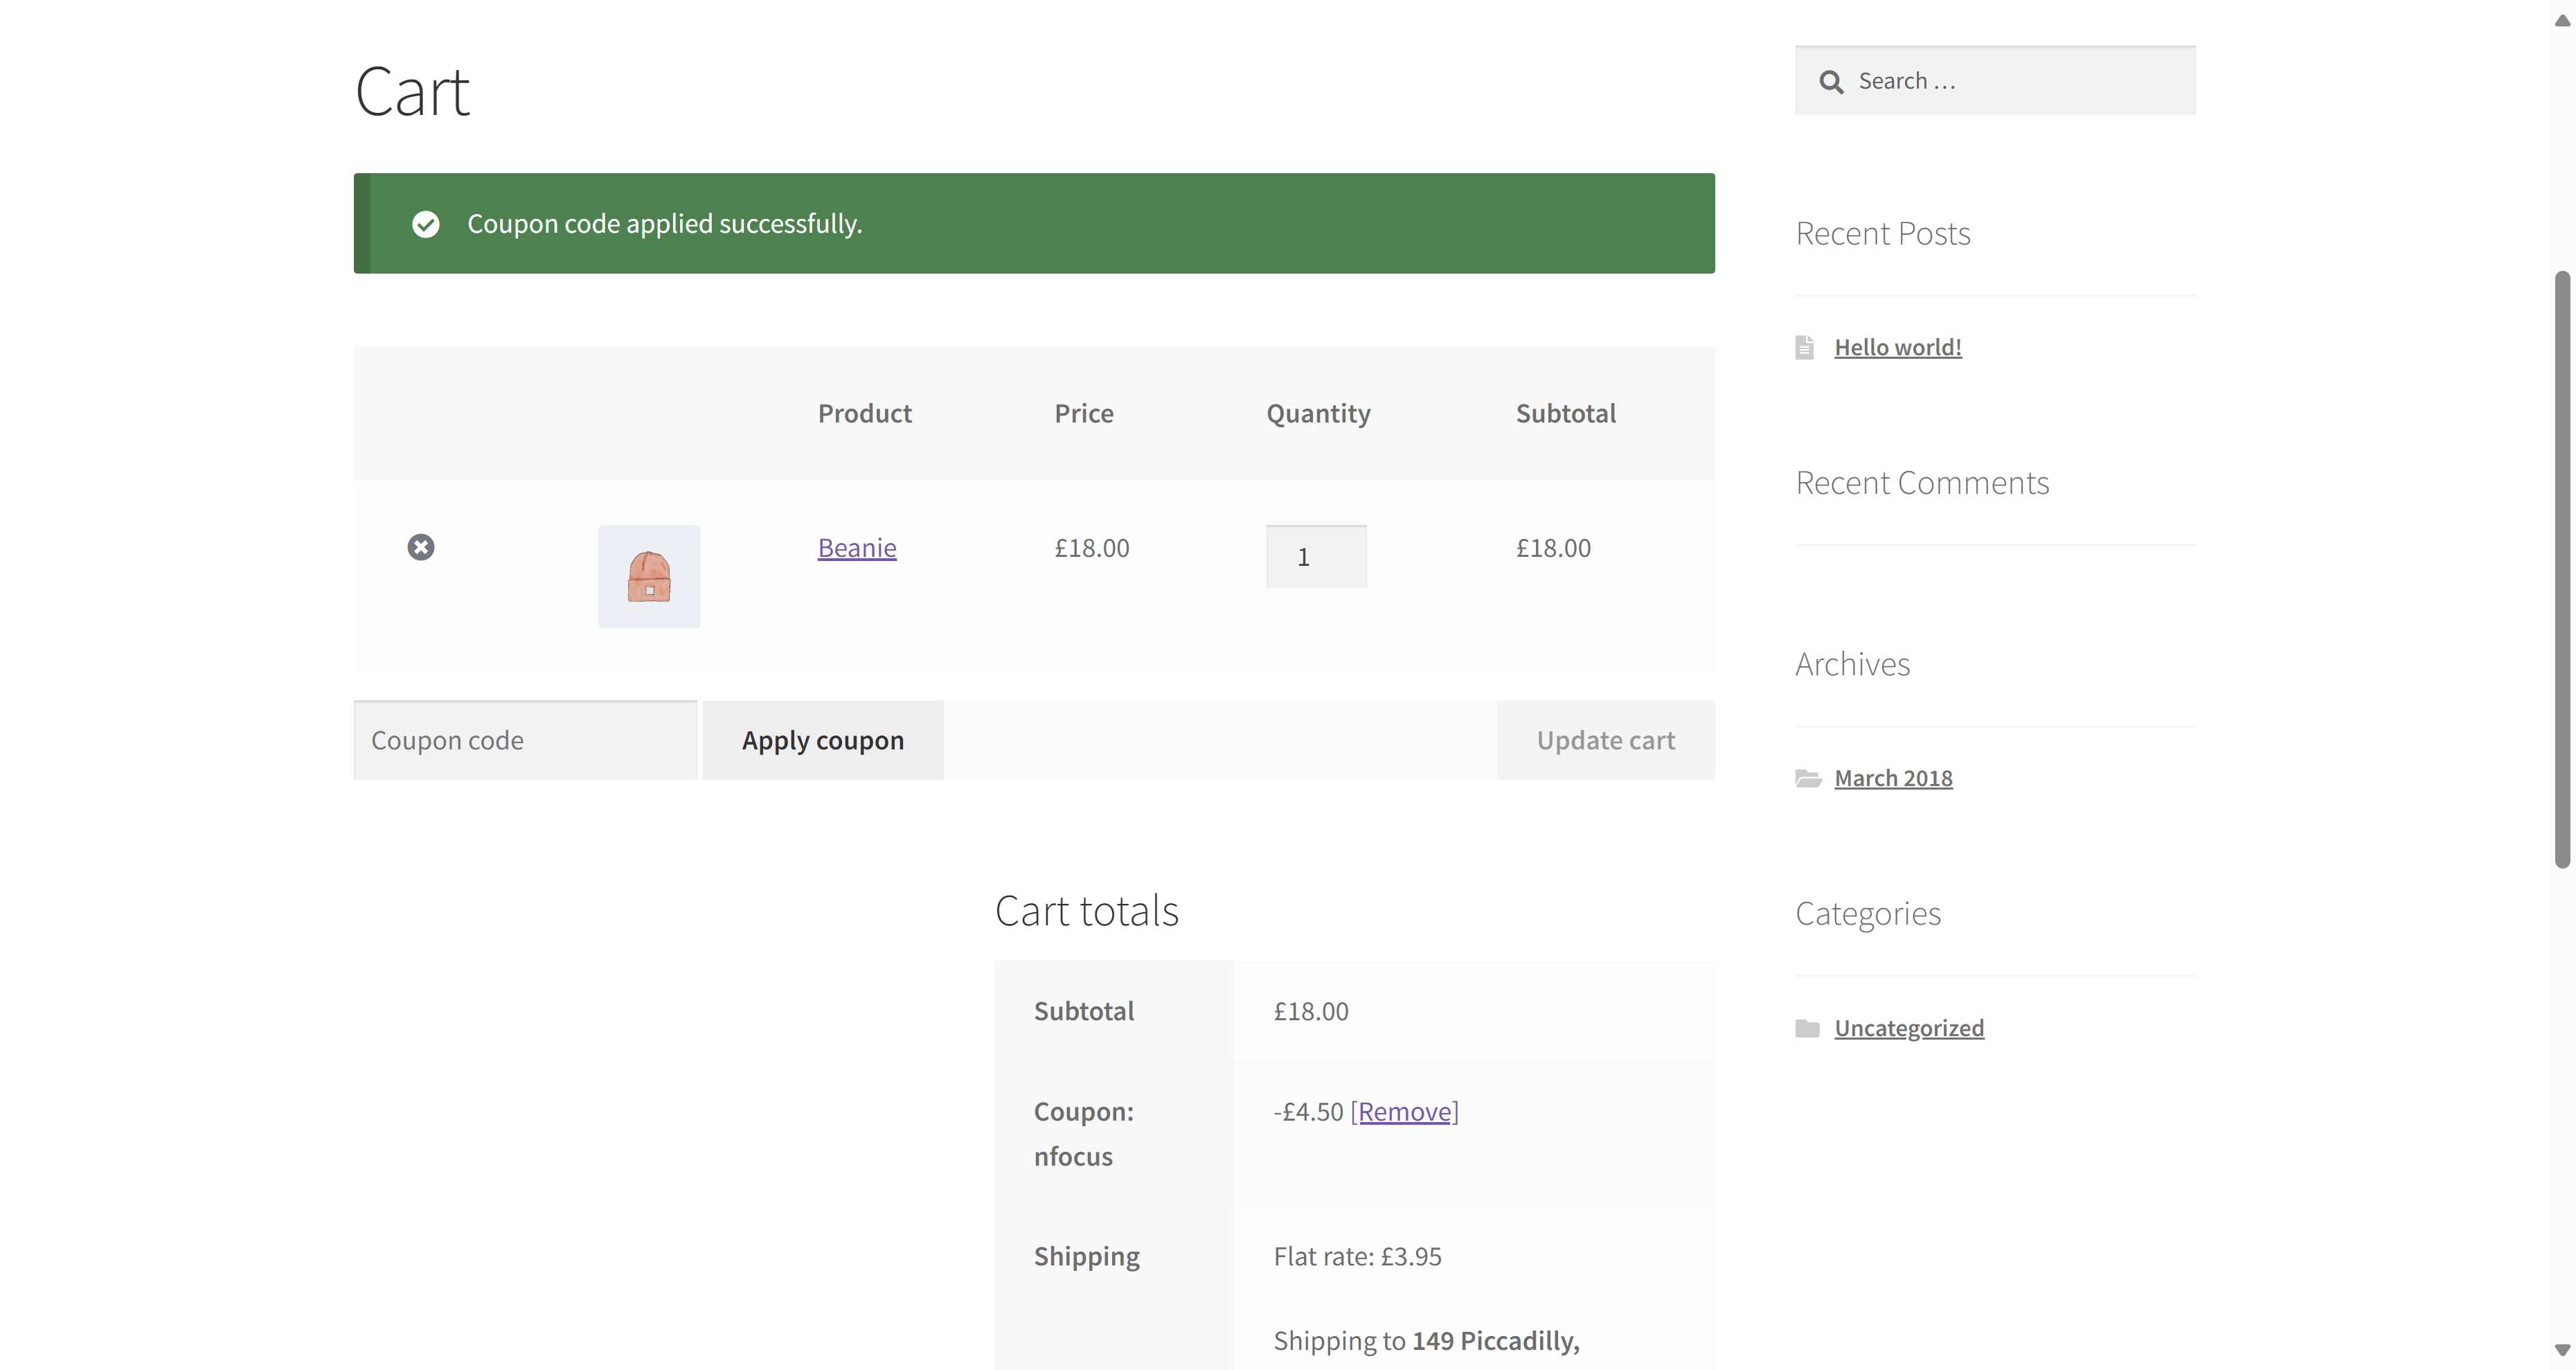 Cart
Search …
Coupon code applied successfully.
Recent Posts
Hello world!
Product Price Quantity Subtotal
Recent Comments
Beanie £18.00 1 £18.00
Archives
Coupon code Apply coupon Update cart
March 2018
Cart totals
Categories
Subtotal £18.00
Uncategorized
Coupon: -£4.50 [Remove]
nfocus
Shipping Flat rate: £3.95
Shipping to 149 Piccadilly,